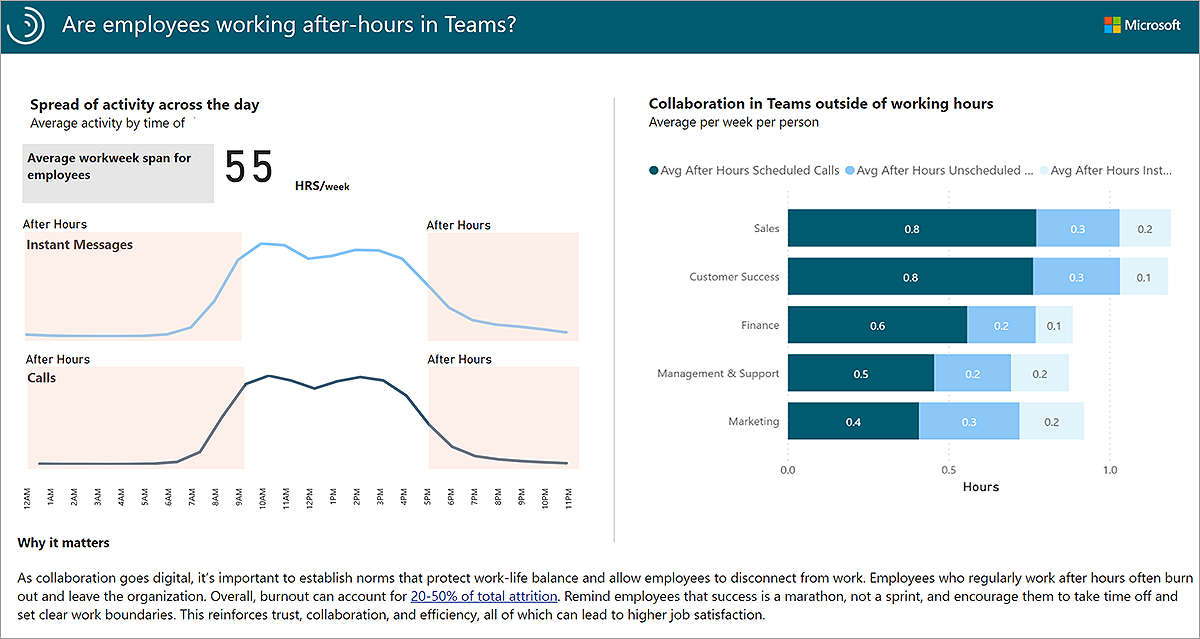 Are employees working after-hours in Teams?
Microsoft
Spread of activity across the day
Average activity by time of
Average workweek span for
employees
55
HRS/week
After Hours
After Hours
Instant Messages
After Hours
After Hours
Calls
12AM 1AM 2AM 3AM 4AM 5AM 6AM 7AM 8AM 9AM 10AM 11AM 12PM 1PM 2PM 3PM 4PM 5PM 6PM 7PM 8PM 9PM 10PM 11PM
Collaboration in Teams outside of working hours
Average per week per person
Avg After Hours Scheduled Calls Avg After Hours Unscheduled ... Avg After Hours Inst...
Sales 0.8 0.3 0.2
Customer Success 0.8 0.3 0.1
Finance 0.6 0.2 0.1
Management & Support 0.5 0.2 0.2
Marketing 0.4 0.3 0.2
0.0 0.5 1.0
Hours
Why it matters
As collaboration goes digital, it's important to establish norms that protect work-life balance and allow employees to disconnect from work. Employees who regularly work after hours often burn
out and leave the organization. Overall, burnout can account for 20-50% of total attrition. Remind employees that success is a marathon, not a sprint, and encourage them to take time off and
set clear work boundaries. This reinforces trust, collaboration, and efficiency, all of which can lead to higher job satisfaction.